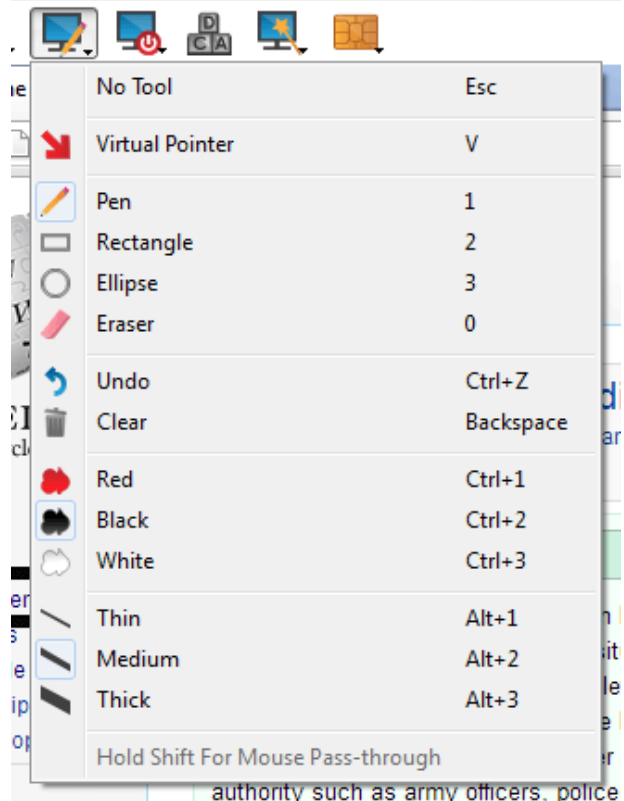 D
C A
No Tool Esc
Virtual Pointer V
Pen 1
Rectangle 2
Ellipse 3
Eraser 0
Undo Ctrl+Z
Clear Backspace
Red Ctrl+1
Black Ctrl+2
White Ctrl+3
Thin Alt+1
Medium Alt+2
Thick Alt+3
Hold Shift For Mouse Pass-through
authority such as army officers, police